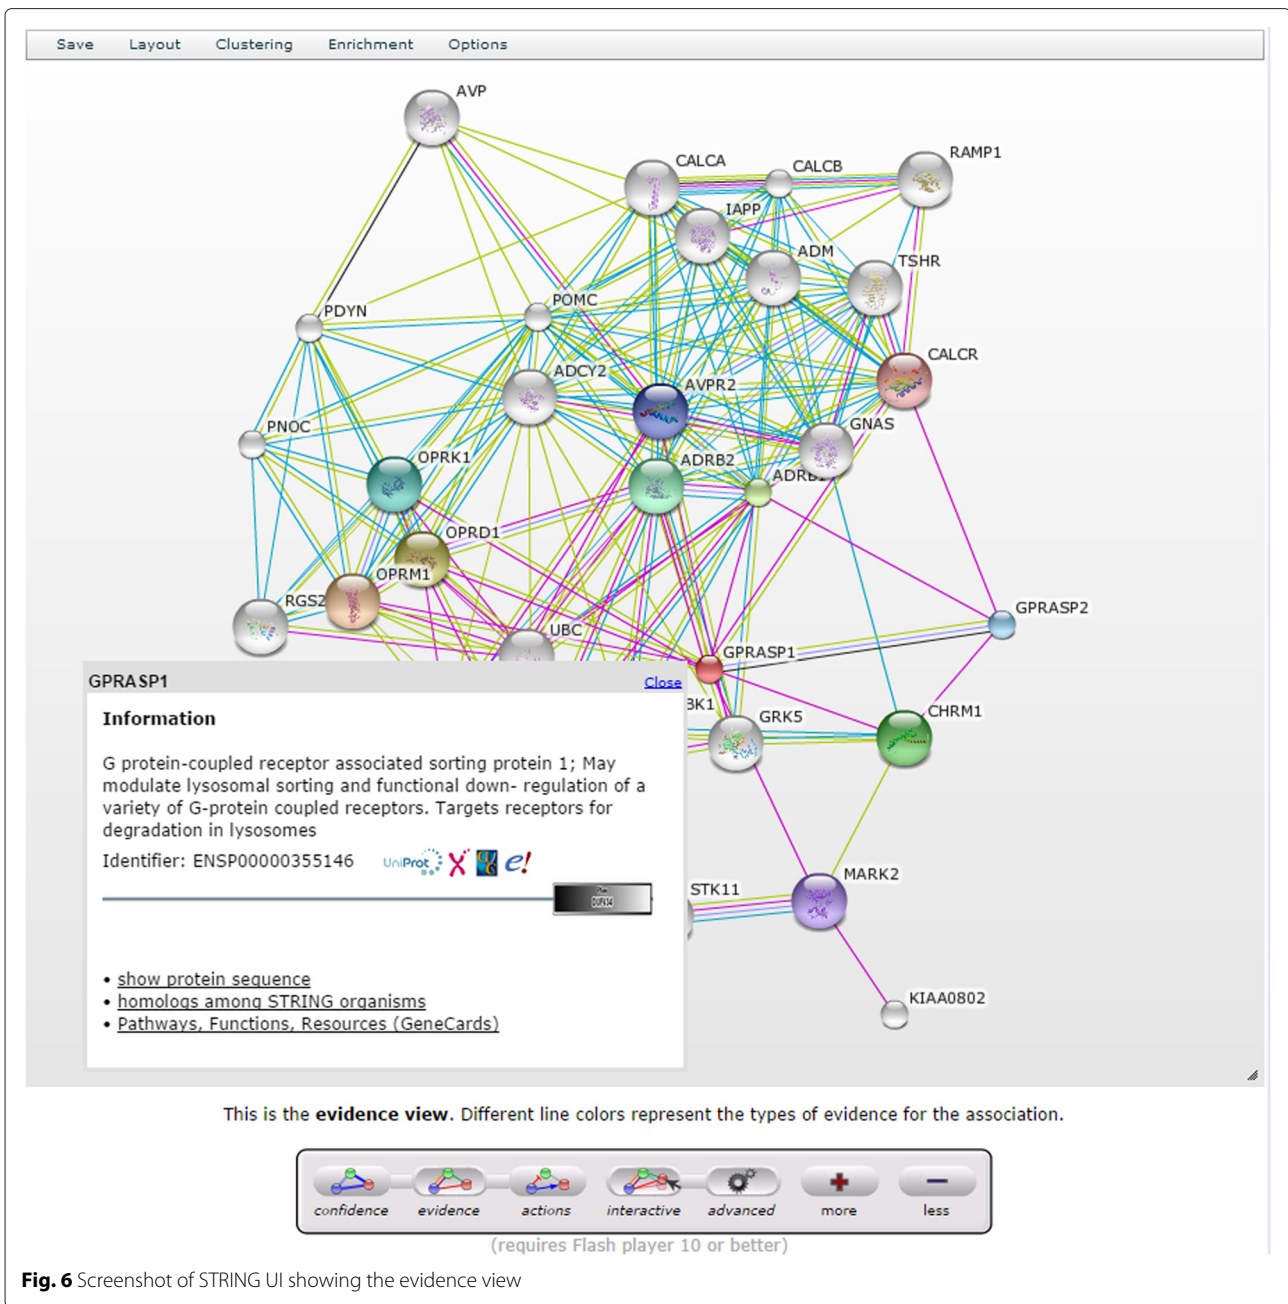 Save Layout Clustering Enrichment Options
AVP
CALCA
CALCB
RAMP1
IAPP
ADM
TSHR
PDYN
POMC
CALCR
ADCY2
AVPR2
PNOC
GNAS
OPRK1
ADRB2
ADRB1
OPRD1
OPRM1
RGS2
GPRASP2
UBC
GPRASP1
BK1
GRK5
CHRM1
MARK2
STK11
KIAA0802
GPRASP1
Close
Information
G protein-coupled receptor associated sorting protein 1; May
modulate lysosomal sorting and functional down- regulation of a
variety of G-protein coupled receptors. Targets receptors for
degradation in lysosomes
Identifier: ENSP00000355146 UniProt e!
DUF634
• show protein sequence
• homologs among STRING organisms
• Pathways, Functions, Resources (GeneCards)
This is the evidence view. Different line colors represent the types of evidence for the association.
confidence evidence actions interactive advanced more less
(requires Flash player 10 or better)
Fig. 6 Screenshot of STRING UI showing the evidence view